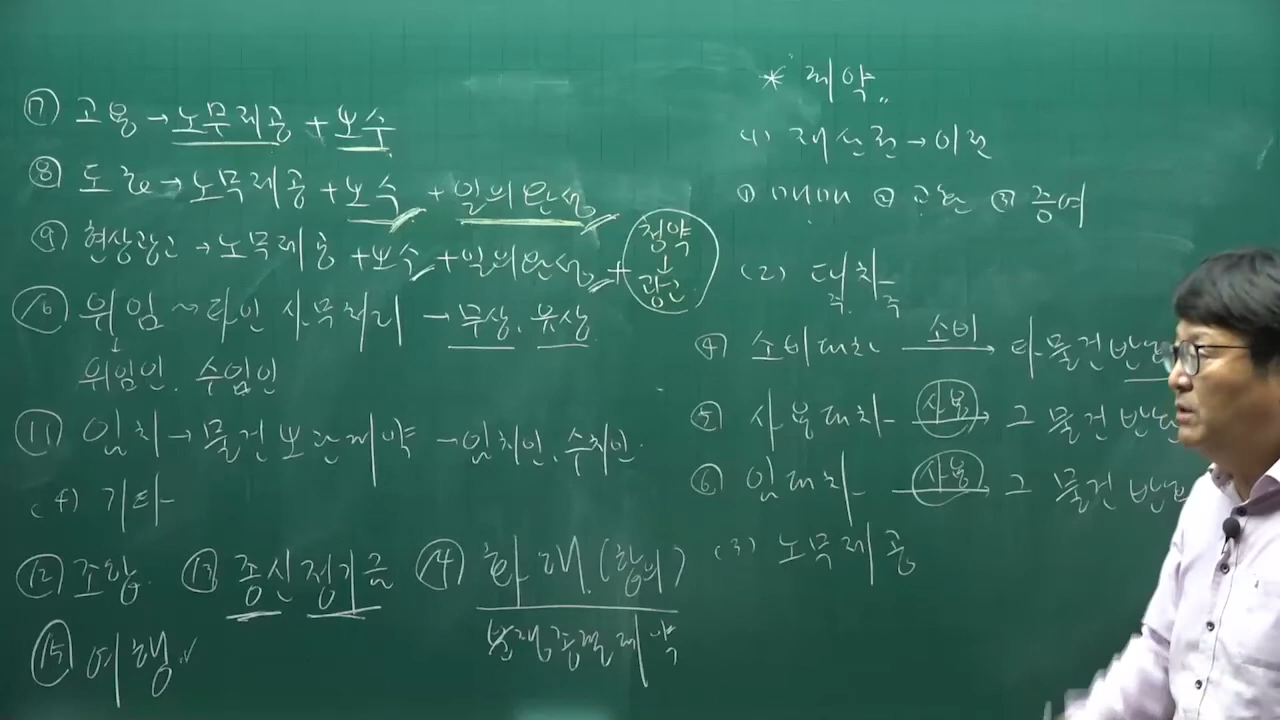 * 계약
(1) 재산권→이전
① 매매 ② 교환 ③ 증여
(2) 대차
주. 주
④ 소비대차 소비→ 타 물건 반환
⑤ 사용대차 사용→ 그 물건 반환
⑥ 임대차 사용→ 그 물건 반환
(3) 노무제공
⑦ 고용→노무제공+보수
⑧ 도급→노무제공+보수+일의완성
⑨ 현상광고→노무제공+보수+일의완성+
청약
↓
광고
⑩ 위임~타인 사무처리→무상. 유상
↓
위임인. 수임인
⑪ 임치→물건보관계약→임치인. 수치인.
(4) 기타
⑫ 조합. ⑬ 종신정기금 ⑭ 화해.(합의)
분쟁종결계약
⑮ 여행.